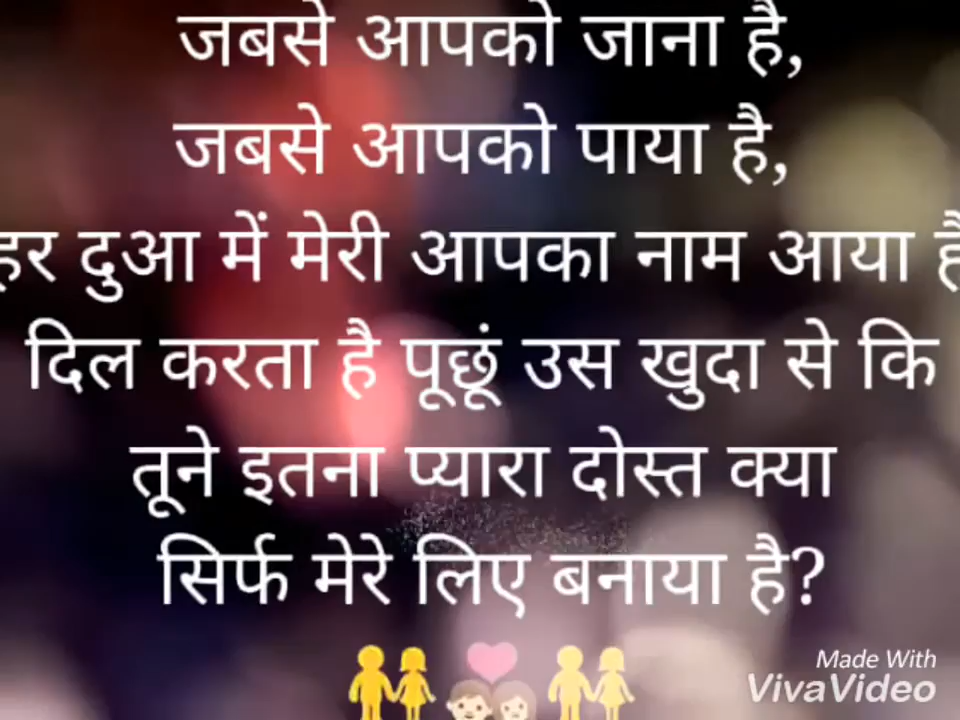 जबसे आपको जाना है,
जबसे आपको पाया है,
हर दुआ में मेरी आपका नाम आया है
दिल करता है पूछूं उस खुदा से कि
तूने इतना प्यारा दोस्त क्या
सिर्फ मेरे लिए बनाया है?
Made With
VivaVideo